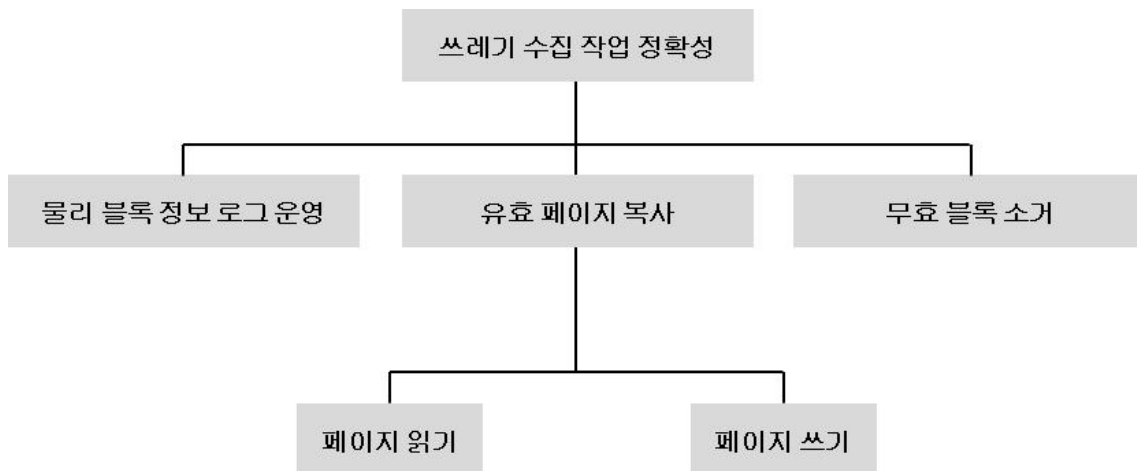 쓰레기 수집 작업 정확성
물리 블록 정보 로그 운영
유효 페이지 복사
무효 블록 소거
페이지 읽기
페이지 쓰기